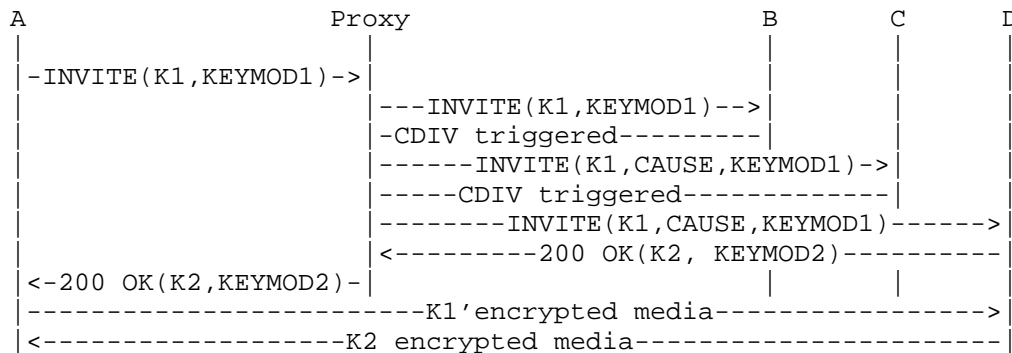 A Proxy B C D
|-INVITE(K1,KEYMOD1)->|
|---INVITE(K1,KEYMOD1)-->|
|-CDIV triggered---------|
|------INVITE(K1,CAUSE,KEYMOD1)->|
|-----CDIV triggered-------------|
|--------INVITE(K1,CAUSE,KEYMOD1)------>|
|<---------200 OK(K2, KEYMOD2)----------|
|<-200 OK(K2,KEYMOD2)-|
|-------------------------K1'encrypted media----------------->|
|<--------------------K2 encrypted media----------------------|